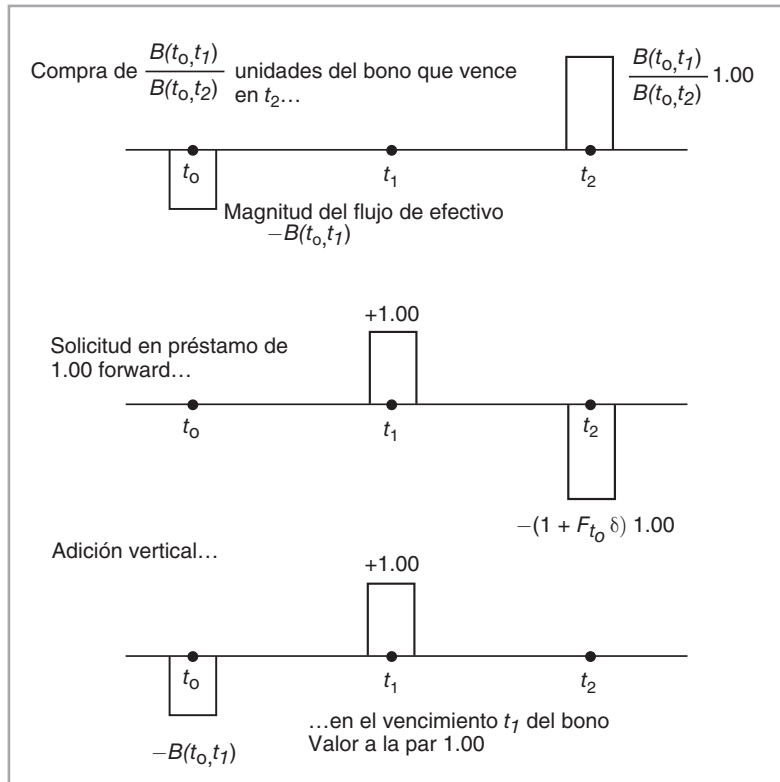 Compra de B(t₀,t₁) / B(t₀,t₂) unidades del bono que vence
en t₂…
B(t₀,t₁) / B(t₀,t₂) 1.00
t₀
t₁
t₂
Magnitud del flujo de efectivo
−B(t₀,t₁)
+1.00
Solicitud en préstamo de
1.00 forward…
t₀
t₁
t₂
−(1 + Fₜ₀ δ) 1.00
Adición vertical…
+1.00
t₀
t₁
t₂
…en el vencimiento t₁ del bono
Valor a la par 1.00
−B(t₀,t₁)